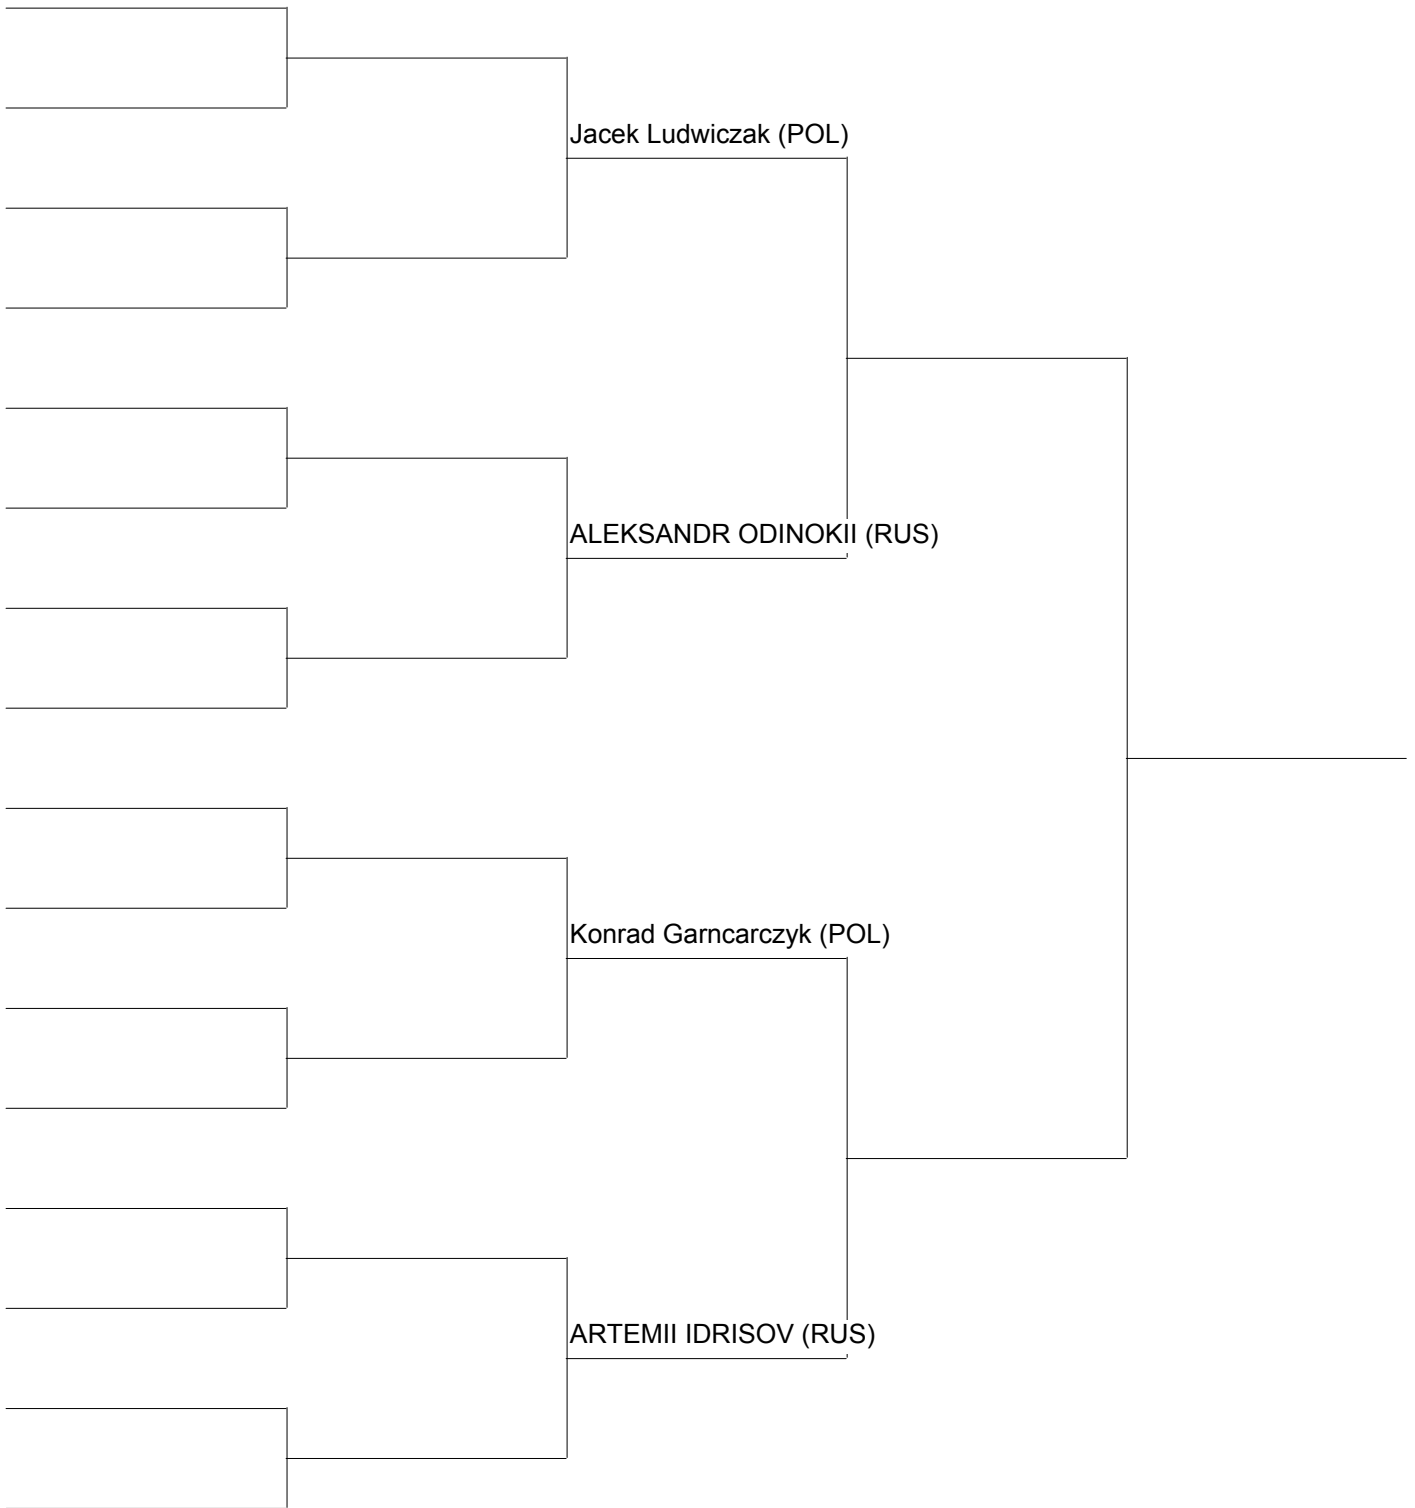 Jacek Ludwiczak (POL)
ALEKSANDR ODINOKII (RUS)
Konrad Garncarczyk (POL)
ARTEMII IDRISOV (RUS)